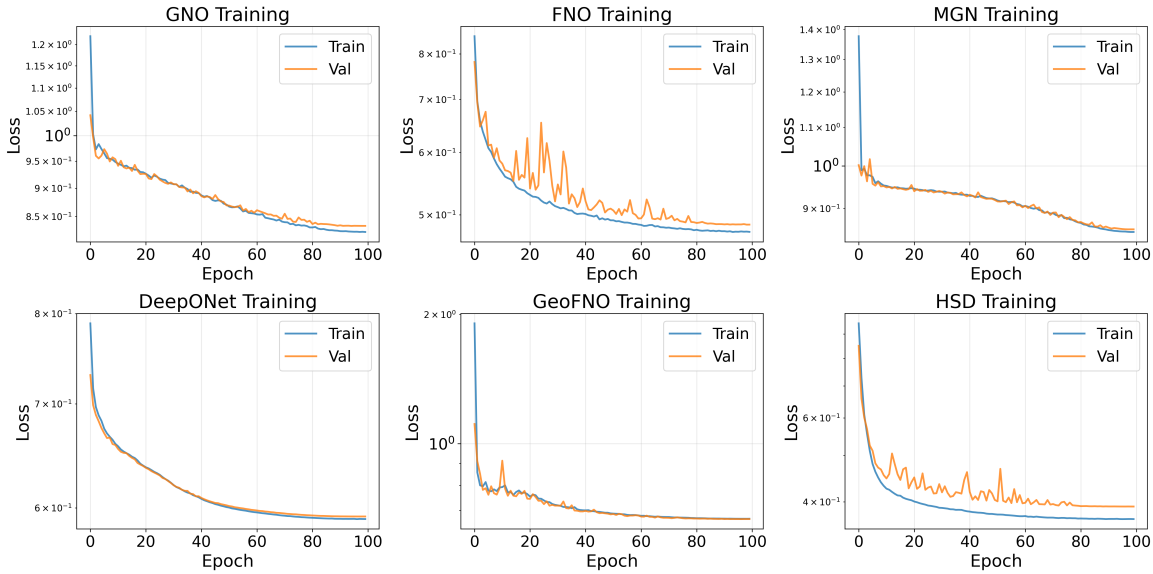 GNO Training
1.2 × 10⁰
1.15 × 10⁰
1.1 × 10⁰
1.05 × 10⁰
10⁰
9.5 × 10⁻¹
9 × 10⁻¹
8.5 × 10⁻¹
Loss
Train
Val
0 20 40 60 80 100
Epoch
FNO Training
8 × 10⁻¹
7 × 10⁻¹
6 × 10⁻¹
5 × 10⁻¹
Loss
Train
Val
0 20 40 60 80 100
Epoch
MGN Training
1.4 × 10⁰
1.3 × 10⁰
1.2 × 10⁰
1.1 × 10⁰
10⁰
9 × 10⁻¹
Loss
Train
Val
0 20 40 60 80 100
Epoch
DeepONet Training
8 × 10⁻¹
7 × 10⁻¹
6 × 10⁻¹
Loss
Train
Val
0 20 40 60 80 100
Epoch
GeoFNO Training
2 × 10⁰
10⁰
Loss
Train
Val
0 20 40 60 80 100
Epoch
HSD Training
6 × 10⁻¹
4 × 10⁻¹
Loss
Train
Val
0 20 40 60 80 100
Epoch